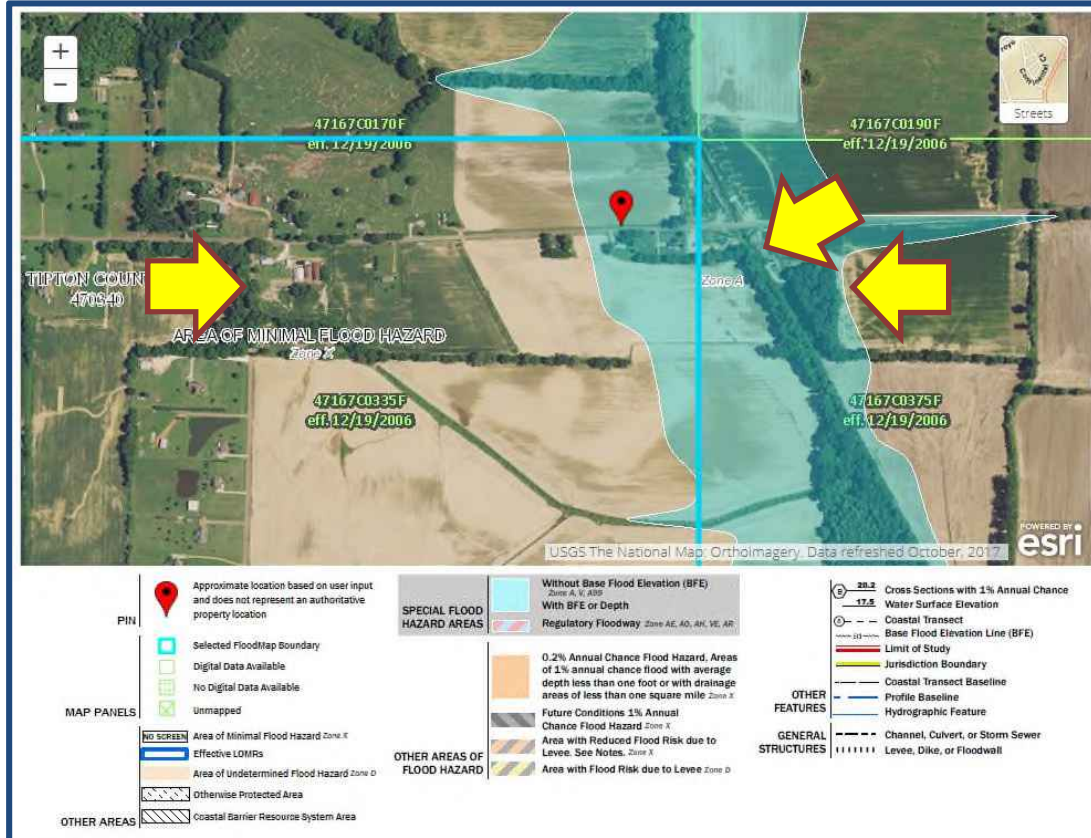 +
−
Streets
47167C0170F
eff. 12/19/2006
47167C0190F
eff. 12/19/2006
TIPTON COUN
470340
Zone A
AREA OF MINIMAL FLOOD HAZARD
Zone X
47167C0335F
eff. 12/19/2006
47167C0375F
eff. 12/19/2006
POWERED BY
esri
USGS The National Map: Orthoimagery. Data refreshed October, 2017
PIN
Approximate location based on user input
and does not represent an authoritative
property location
MAP PANELS
Selected FloodMap Boundary
Digital Data Available
No Digital Data Available
Unmapped
OTHER AREAS
NO SCREEN Area of Minimal Flood Hazard Zone X
Effective LOMRs
Area of Undetermined Flood Hazard Zone D
Otherwise Protected Area
Coastal Barrier Resource System Area
SPECIAL FLOOD
HAZARD AREAS
Without Base Flood Elevation (BFE)
Zone A, V, A99
With BFE or Depth
Regulatory Floodway Zone AE, AO, AH, VE, AR
OTHER AREAS OF
FLOOD HAZARD
0.2% Annual Chance Flood Hazard, Areas
of 1% annual chance flood with average
depth less than one foot or with drainage
areas of less than one square mile Zone X
Future Conditions 1% Annual
Chance Flood Hazard Zone X
Area with Reduced Flood Risk due to
Levee. See Notes. Zone X
Area with Flood Risk due to Levee Zone D
OTHER
FEATURES
20.2 Cross Sections with 1% Annual Chance
17.5 Water Surface Elevation
Coastal Transect
Base Flood Elevation Line (BFE)
Limit of Study
Jurisdiction Boundary
Coastal Transect Baseline
Profile Baseline
Hydrographic Feature
GENERAL
STRUCTURES
Channel, Culvert, or Storm Sewer
Levee, Dike, or Floodwall